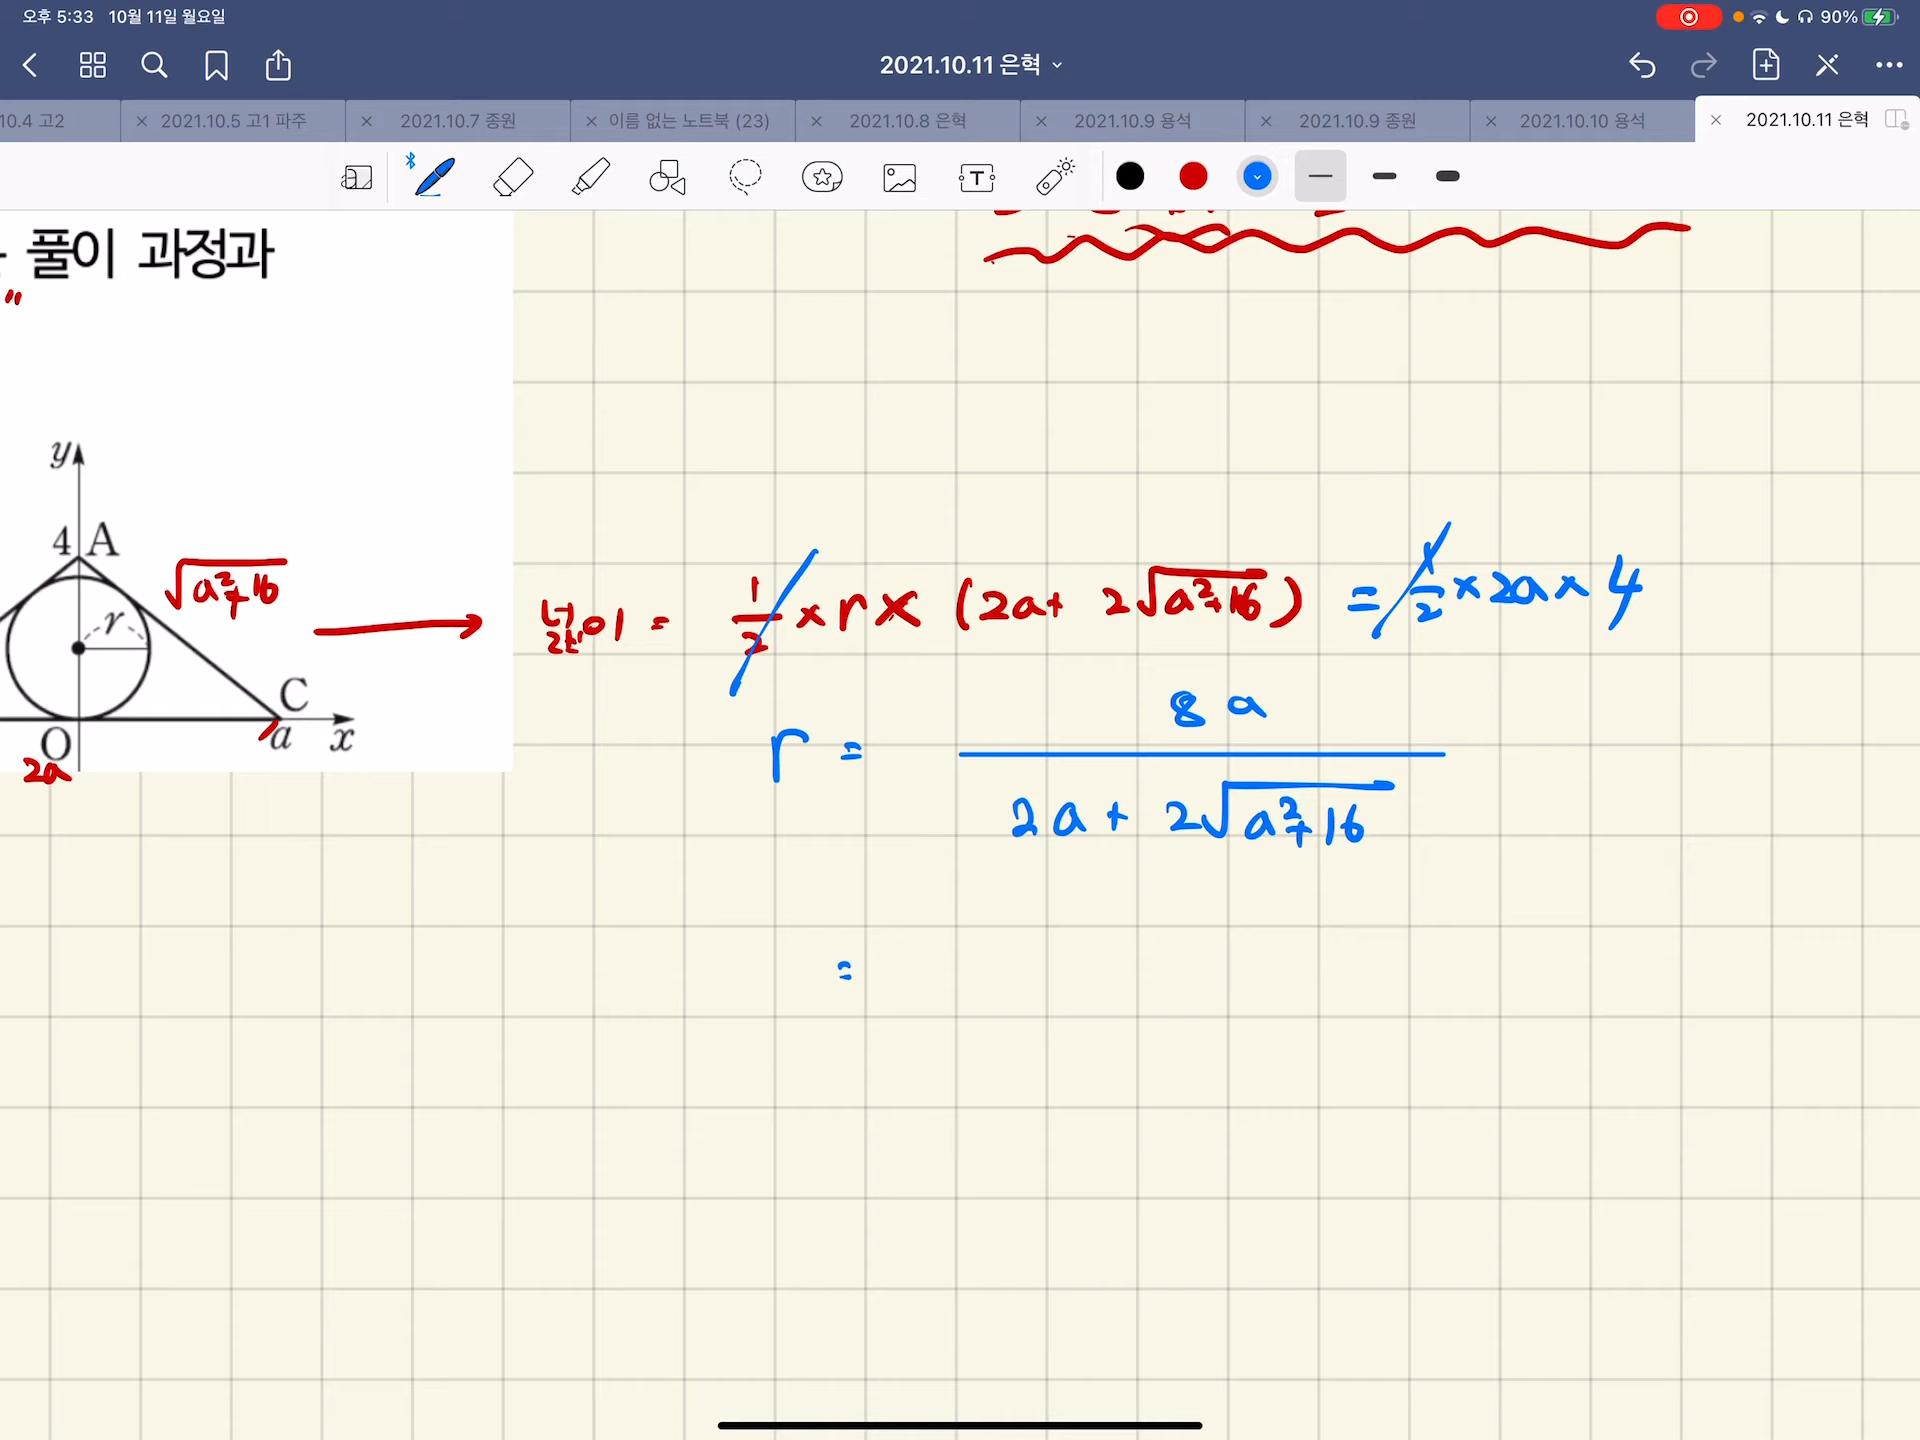 오후 5:33 10월 11일 월요일
90%
2021.10.11 은혁
10.4 고2
2021.10.5 고1 파주
2021.10.7 종원
이름 없는 노트북 (23)
2021.10.8 은혁
2021.10.9 용석
2021.10.9 종원
2021.10.10 용석
2021.10.11 은혁
풀이 과정과
y
4 A
√a²+16
r
넓이 = 1/2 × r × (2a + 2√a²+16) = 1/2 × 2a × 4
C
O a x
2a
r = 8a / 2a + 2√a²+16
=